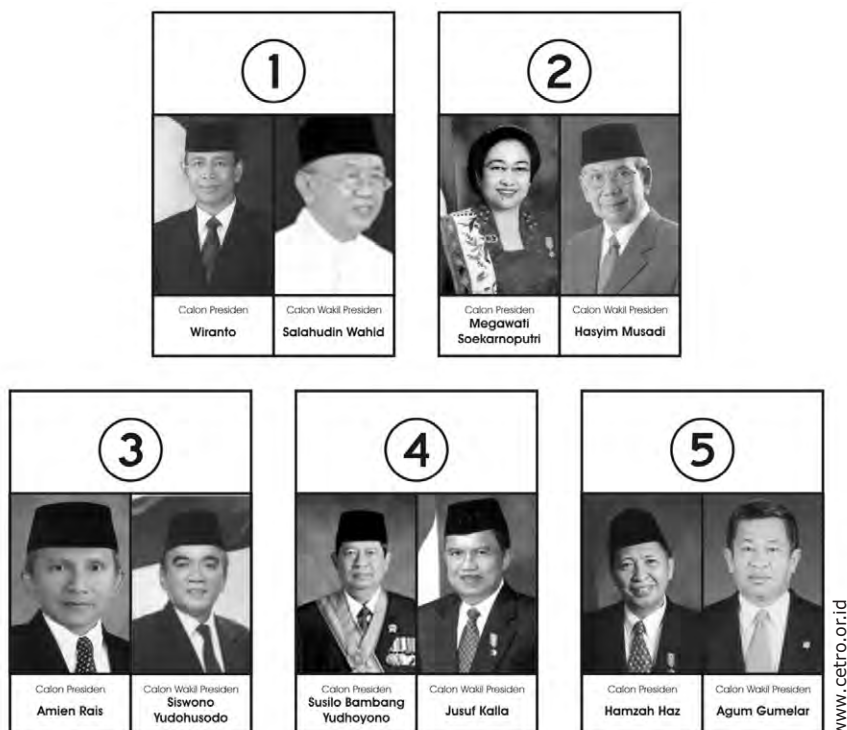 1
2
Calon Presiden
Wiranto
Calon Wakil Presiden
Salahudin Wahid
Calon Presiden
Megawati
Soekarnoputri
Calon Wakil Presiden
Hasyim Musadi
3
4
5
Calon Presiden
Amien Rais
Calon Wakil Presiden
Siswono
Yudohusodo
Calon Presiden
Susilo Bambang
Yudhoyono
Calon Wakil Presiden
Jusuf Kalla
Calon Presiden
Hamzah Haz
Calon Wakil Presiden
Agum Gumelar
www.cetro.or.id